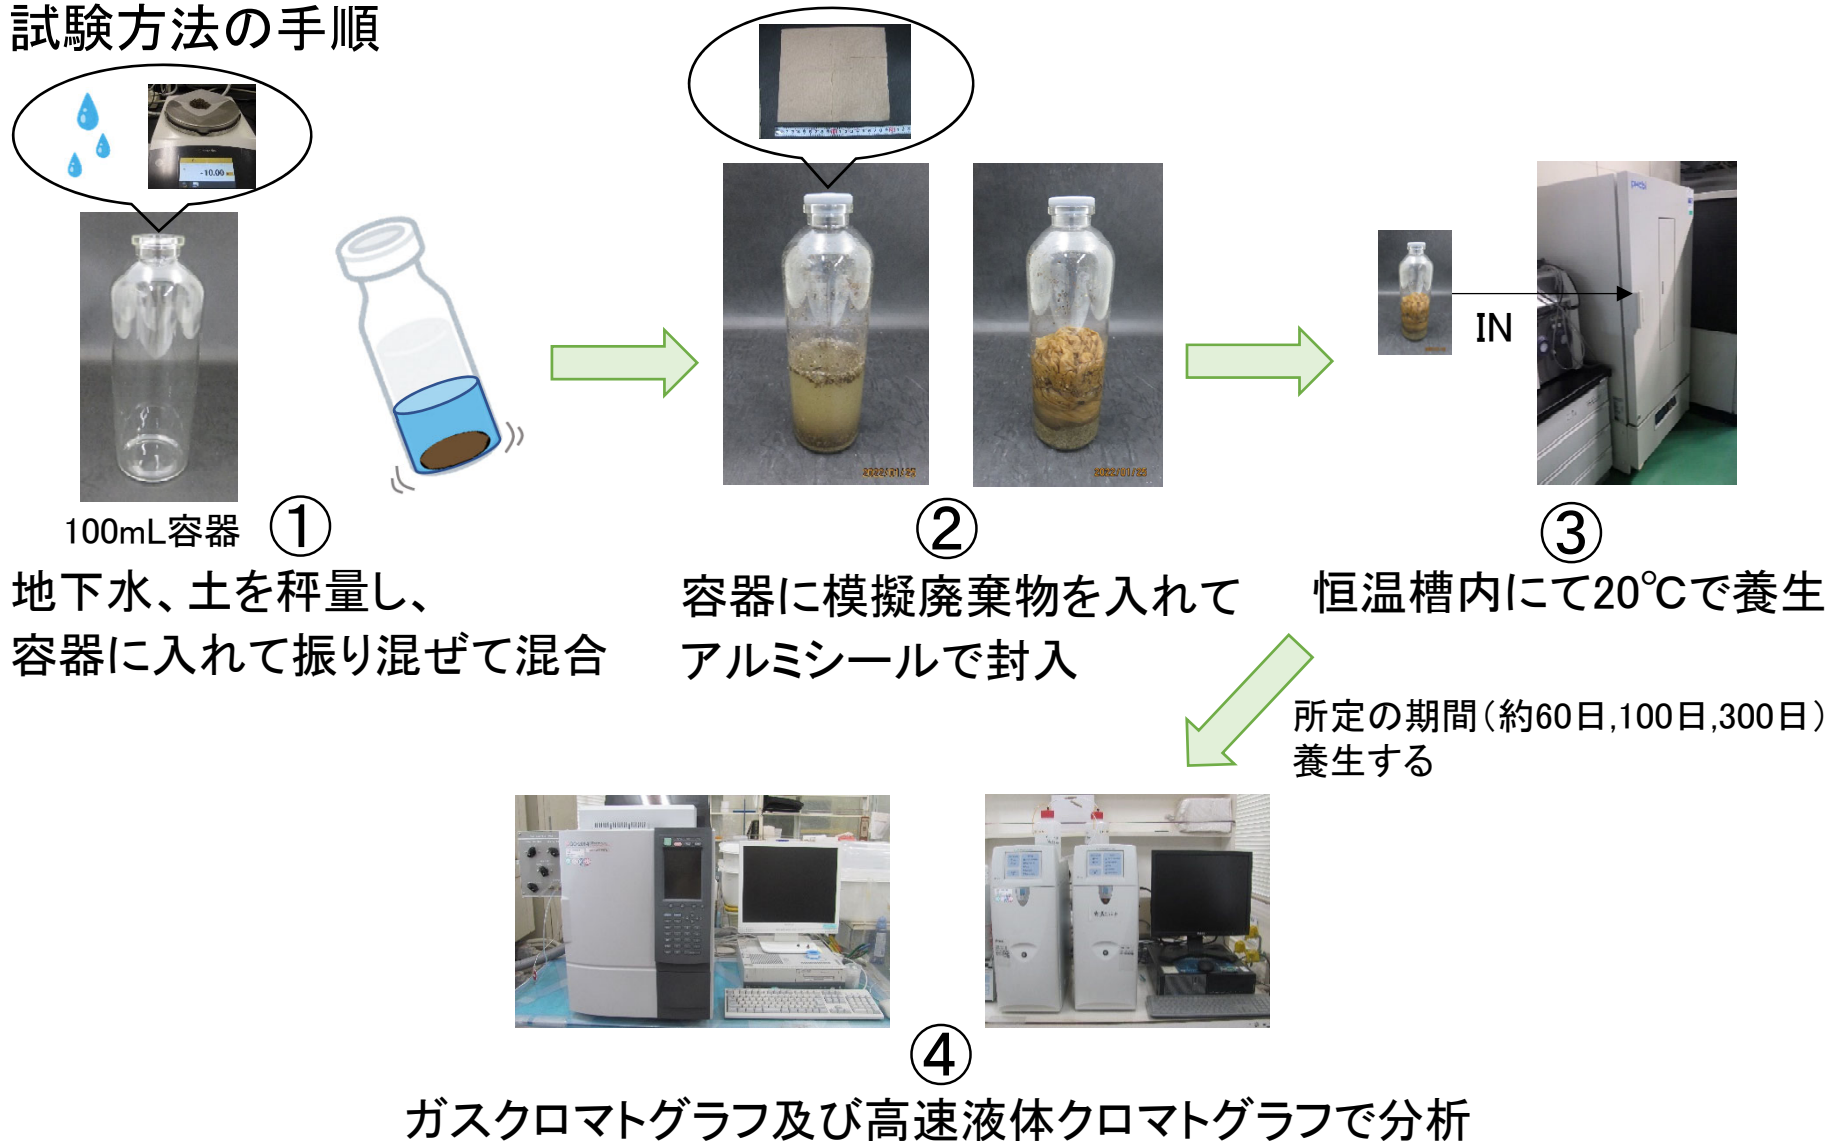 試験方法の手順
-10.00
100mL容器
①
地下水、土を秤量し、
容器に入れて振り混ぜて混合
2022/01/25
②
容器に模擬廃棄物を入れて
アルミシールで封入
IN
③
恒温槽内にて20℃で養生
所定の期間（約60日,100日,300日）
養生する
④
ガスクロマトグラフ及び高速液体クロマトグラフで分析